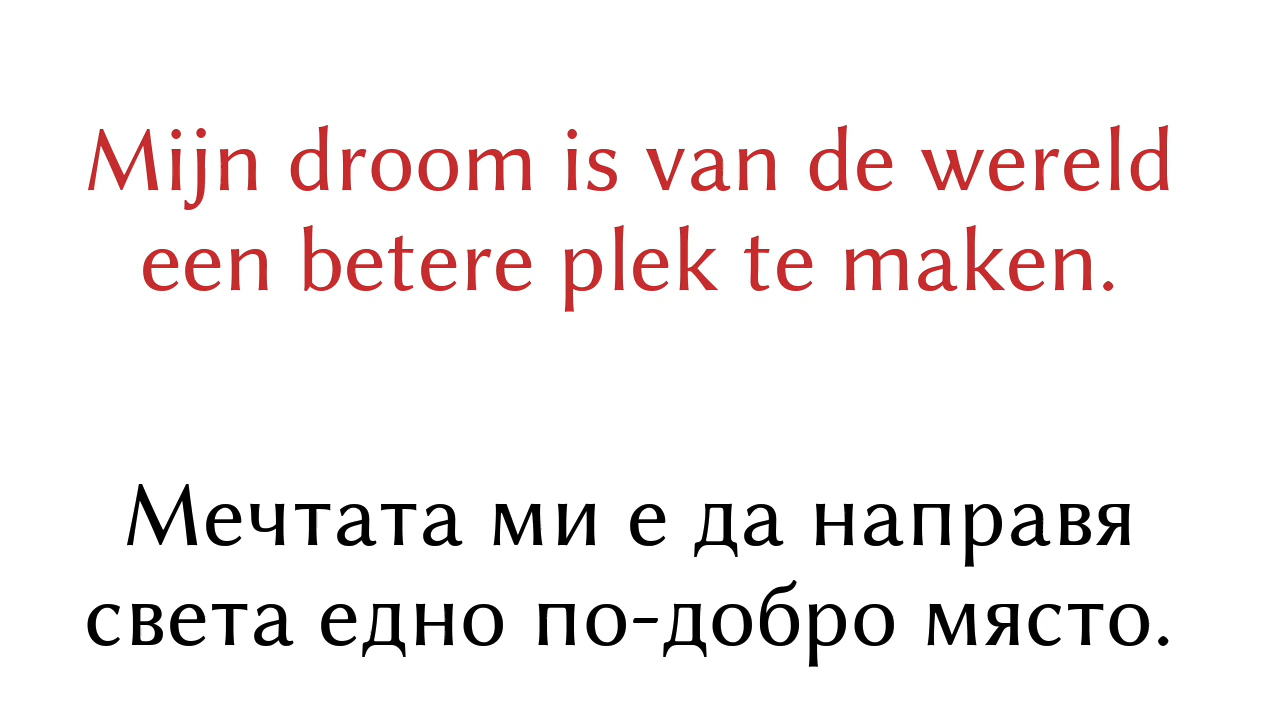 Mijn droom is van de wereld
een betere plek te maken.
Мечтата ми е да направя
света едно по-добро място.